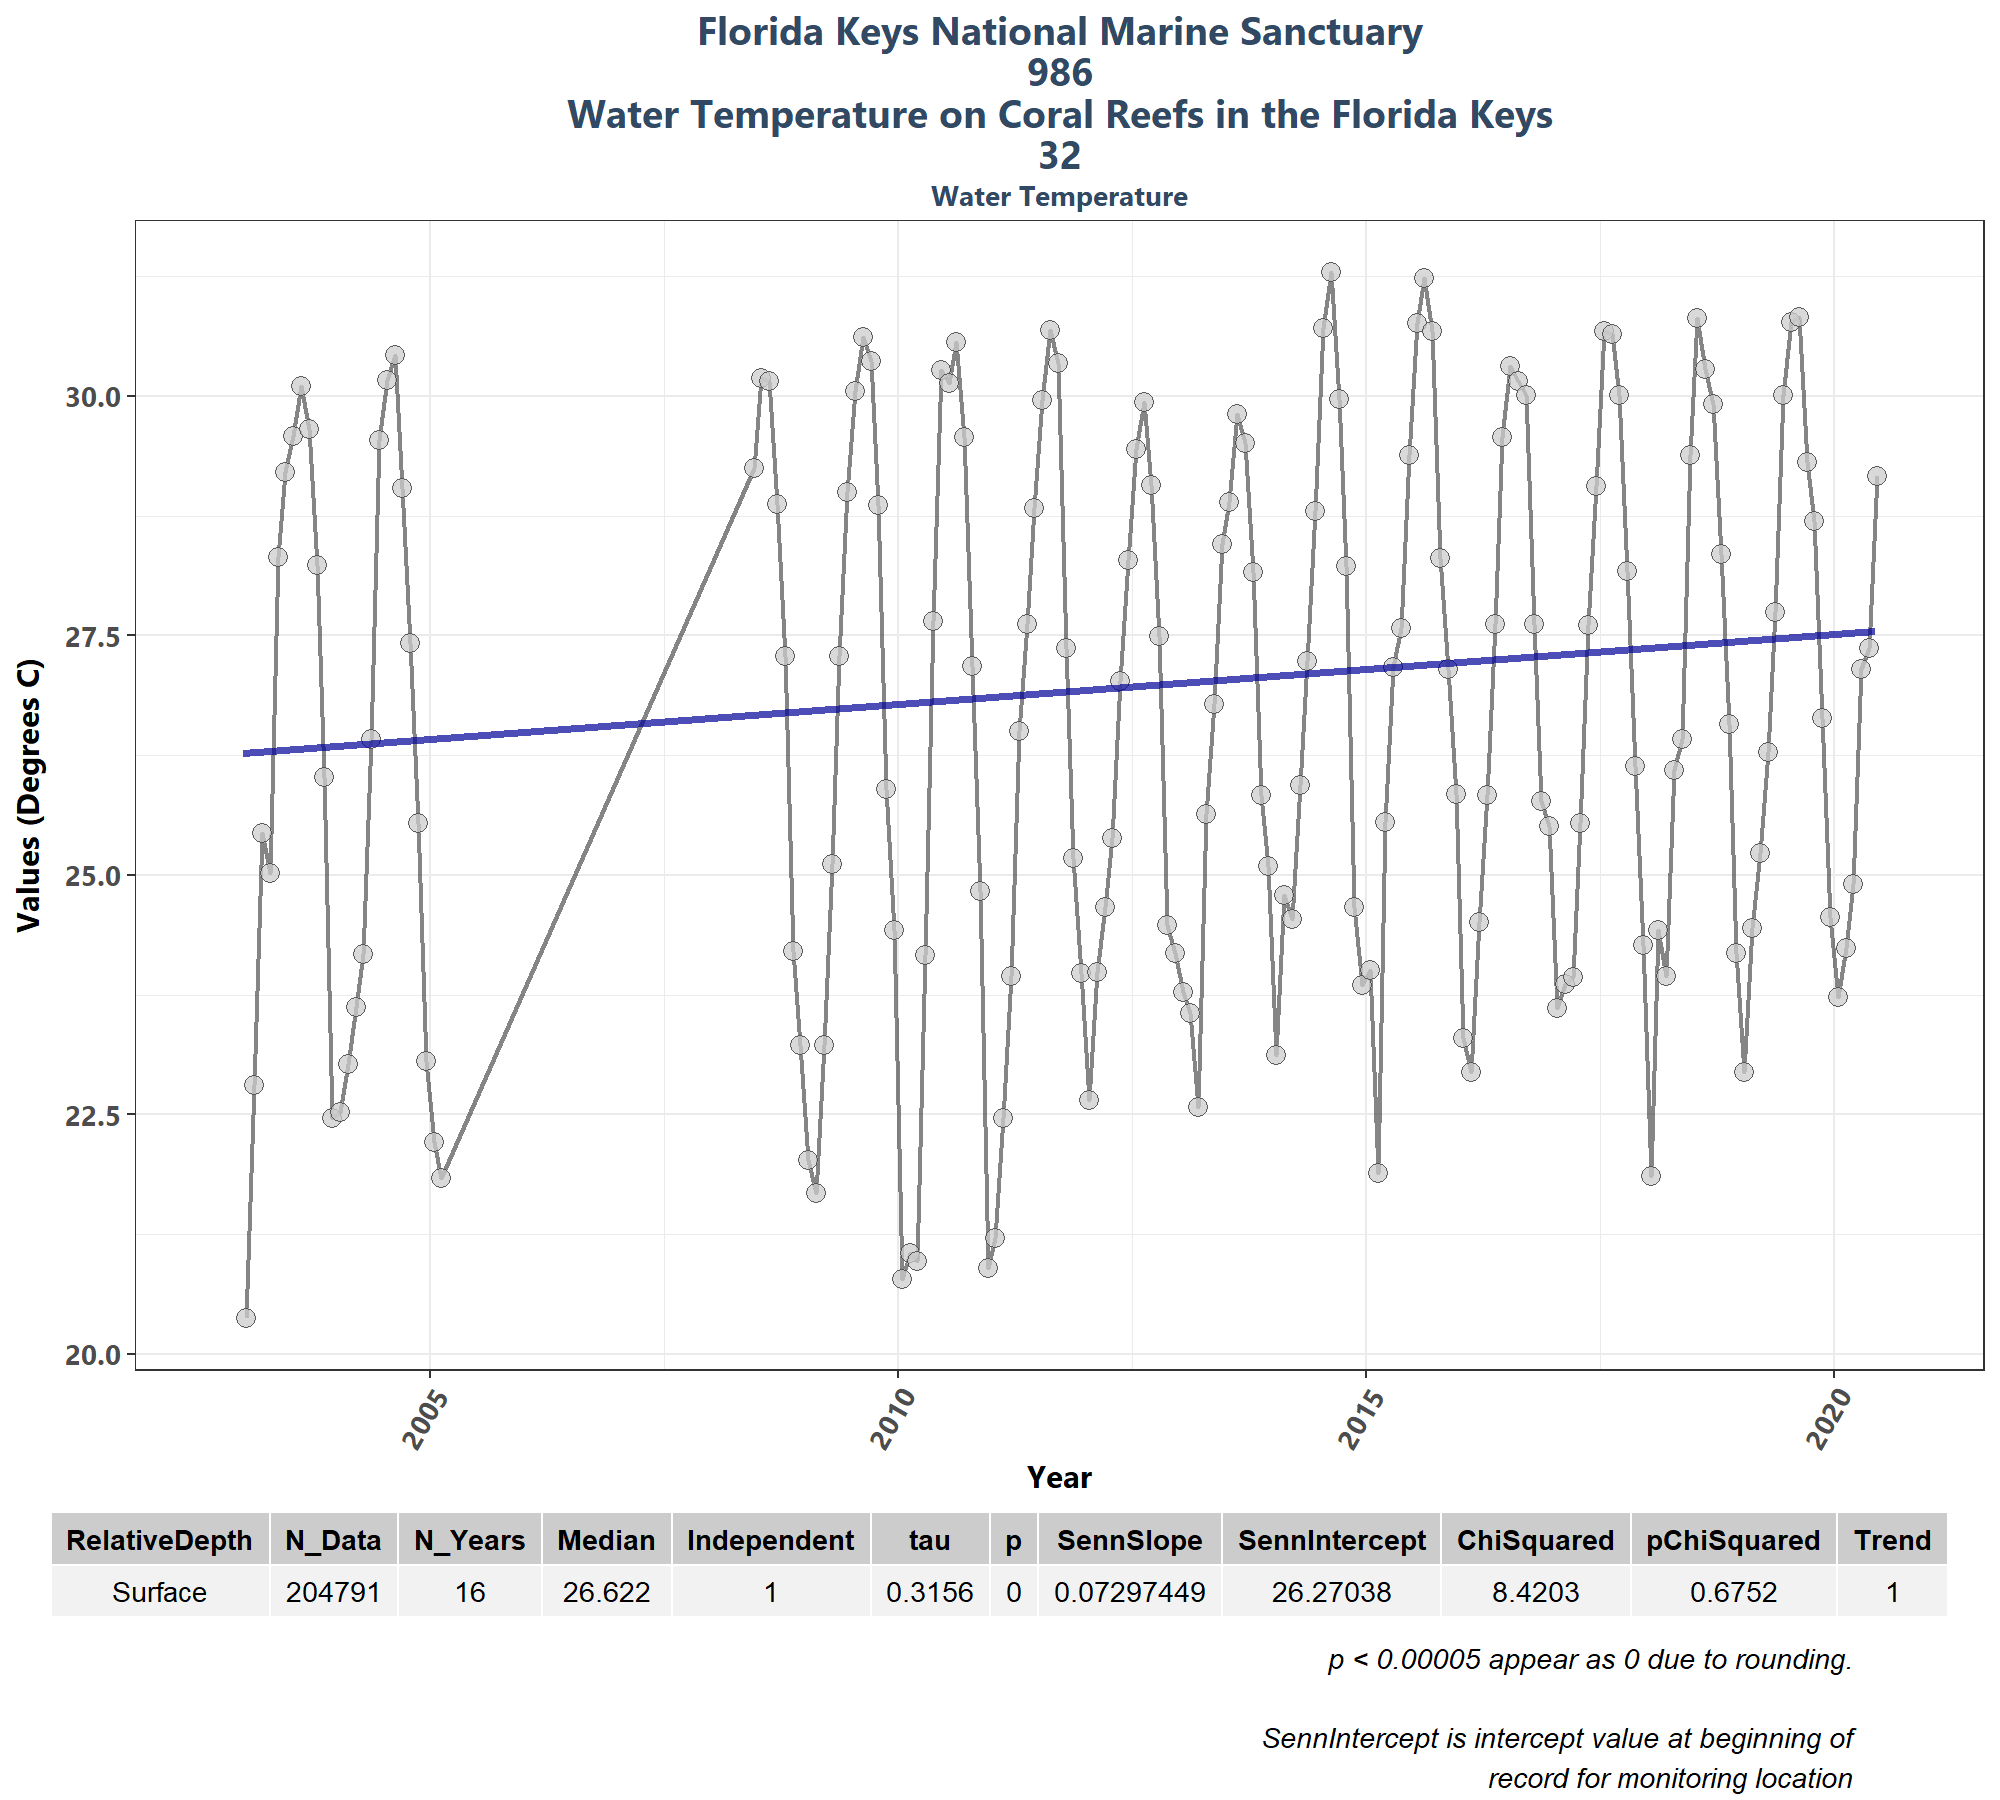 Florida Keys National Marine Sanctuary
986
Water Temperature on Coral Reefs in the Florida Keys
32
Water Temperature
Values (Degrees C)
30.0
27.5
25.0
22.5
20.0
2005 2010 2015 2020
Year
RelativeDepth N_Data N_Years Median Independent tau p SennSlope SennIntercept ChiSquared pChiSquared Trend
Surface 204791 16 26.622 1 0.3156 0 0.07297449 26.27038 8.4203 0.6752 1
p < 0.00005 appear as 0 due to rounding.
SennIntercept is intercept value at beginning of
record for monitoring location